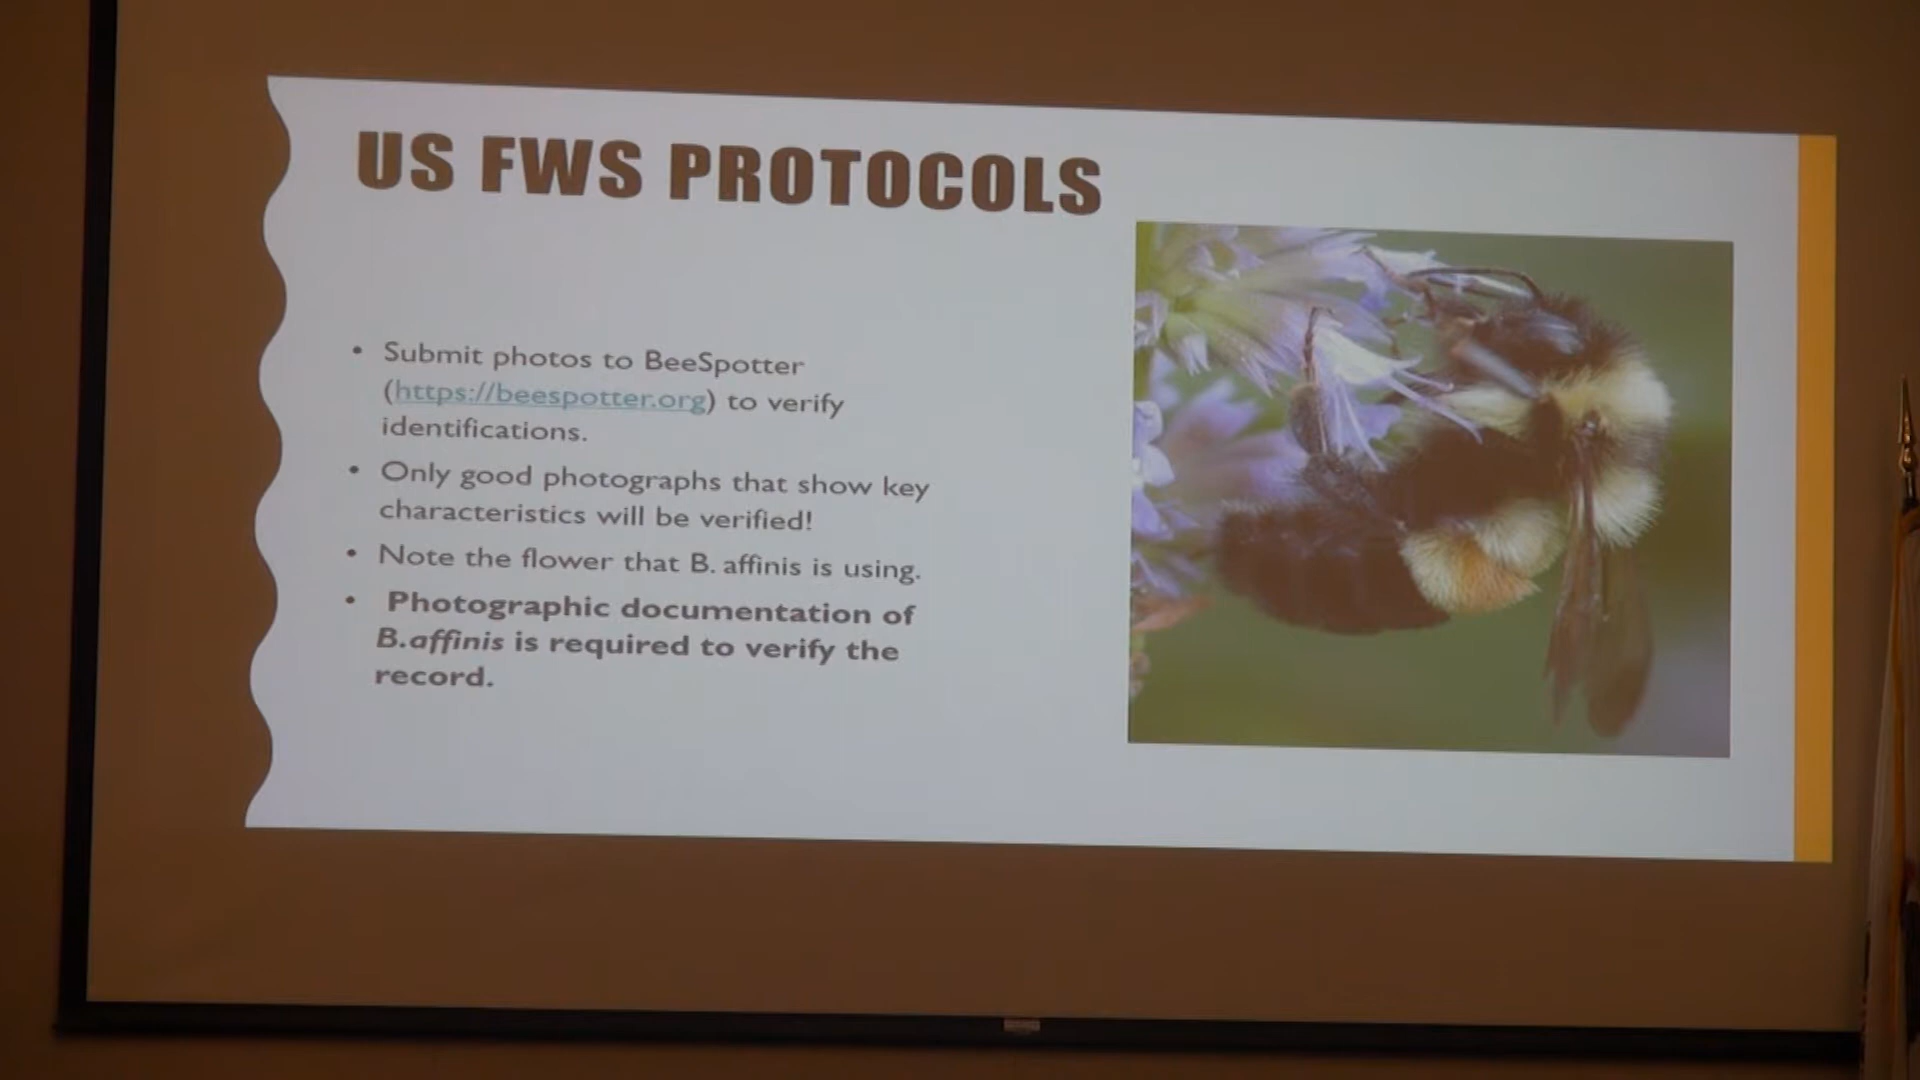 US FWS PROTOCOLS
• Submit photos to BeeSpotter
(https://beespotter.org) to verify
identifications.
• Only good photographs that show key
characteristics will be verified!
• Note the flower that B. affinis is using.
• Photographic documentation of
B.affinis is required to verify the
record.